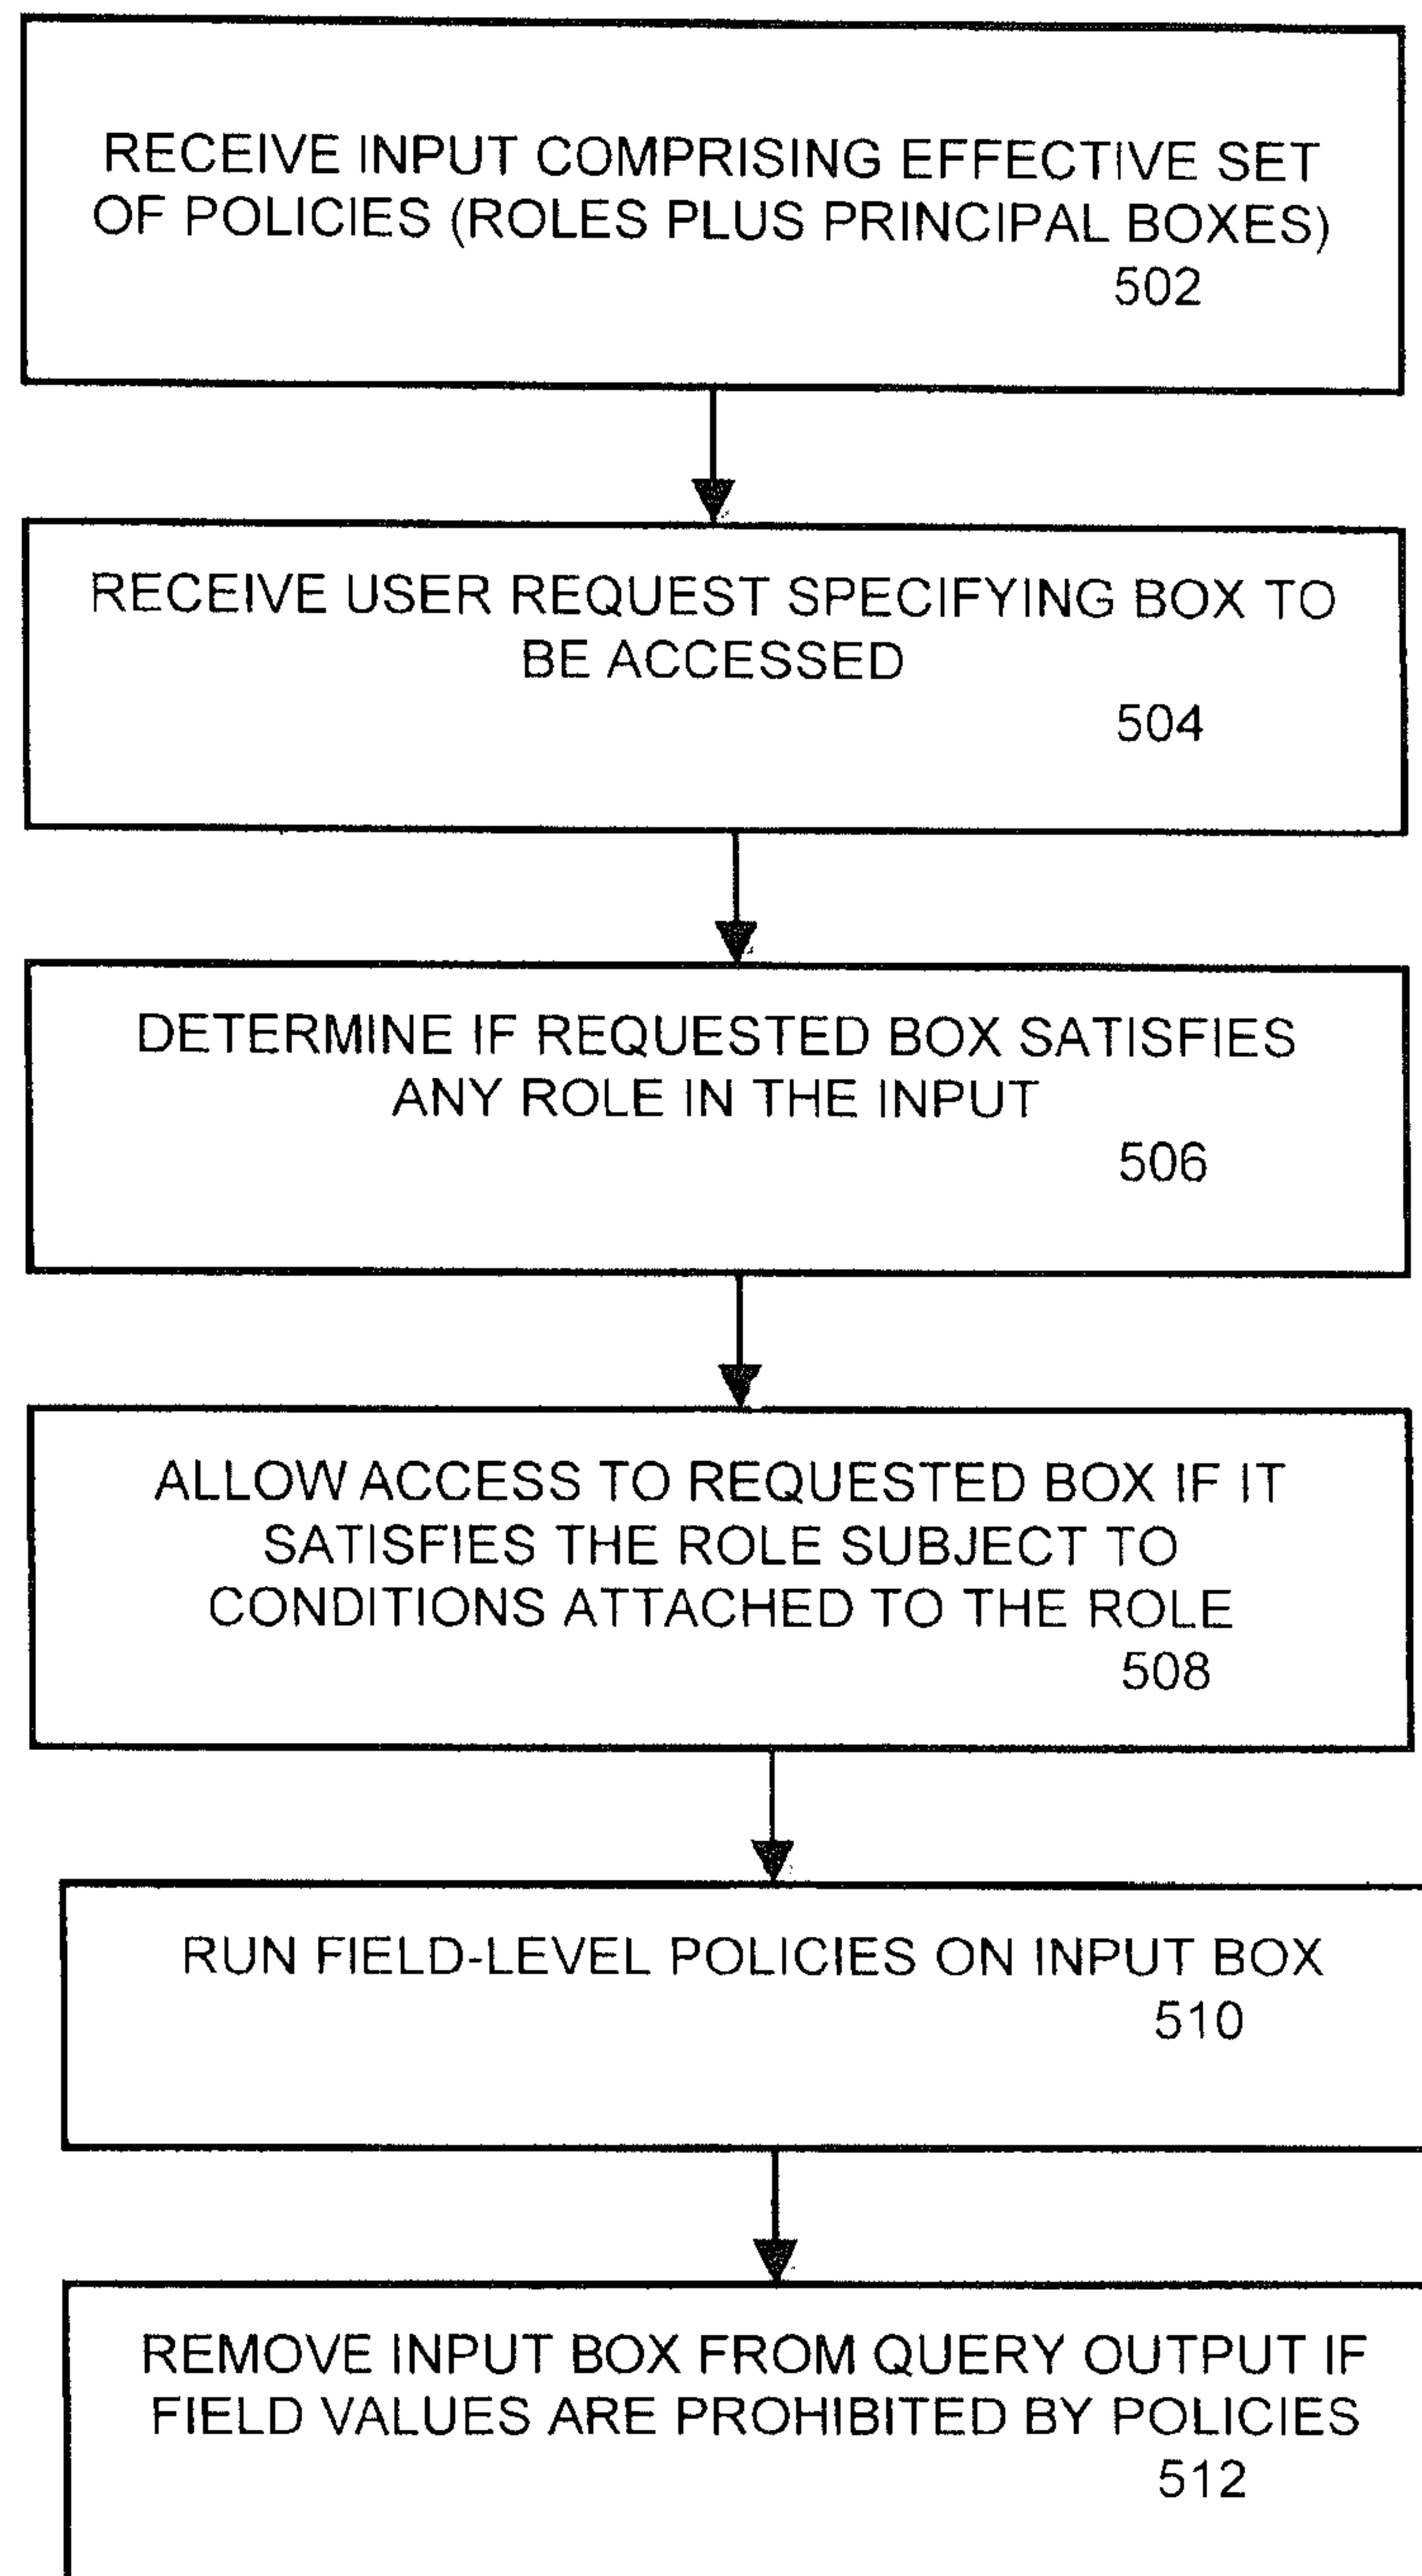 RECEIVE INPUT COMPRISING EFFECTIVE SET
OF POLICIES (ROLES PLUS PRINCIPAL BOXES)
502
RECEIVE USER REQUEST SPECIFYING BOX TO
BE ACCESSED
504
DETERMINE IF REQUESTED BOX SATISFIES
ANY ROLE IN THE INPUT
506
ALLOW ACCESS TO REQUESTED BOX IF IT
SATISFIES THE ROLE SUBJECT TO
CONDITIONS ATTACHED TO THE ROLE
508
RUN FIELD-LEVEL POLICIES ON INPUT BOX
510
REMOVE INPUT BOX FROM QUERY OUTPUT IF
FIELD VALUES ARE PROHIBITED BY POLICIES
512